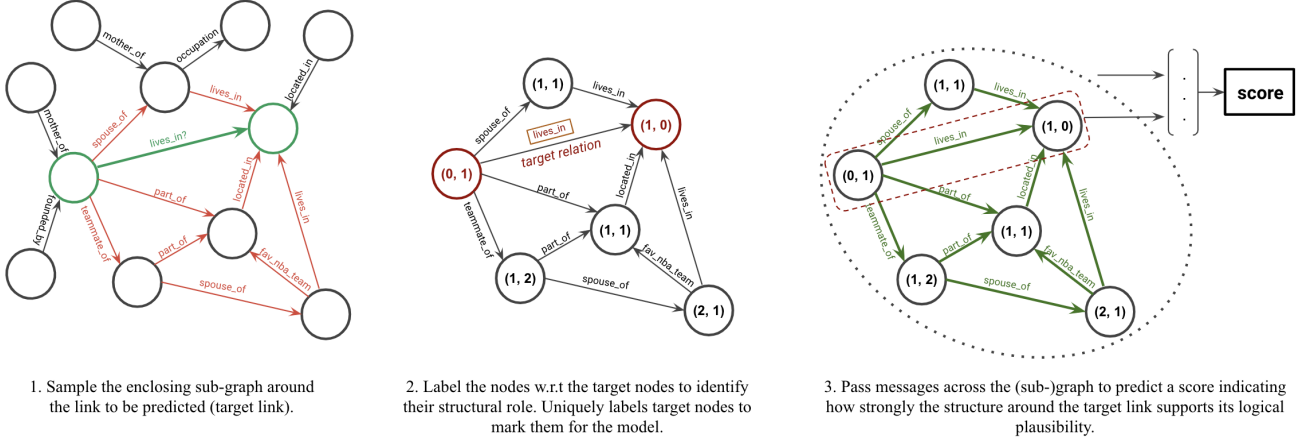 mother_of
occupation
located_in
lives_in
mother_of
spouse_of
lives_in?
part_of
located_in
lives_in
teammate_of
part_of
fav_nba_team
founded_by
spouse_of
1. Sample the enclosing sub-graph around
the link to be predicted (target link).
(1, 1)
lives_in
spouse_of
lives_in
(1, 0)
target relation
(0, 1)
part_of
located_in
lives_in
teammate_of
part_of
(1, 1)
fav_nba_team
(1, 2)
spouse_of
(2, 1)
2. Label the nodes w.r.t the target nodes to identify
their structural role. Uniquely labels target nodes to
mark them for the model.
(1, 1)
lives_in
spouse_of
lives_in
(1, 0)
(0, 1)
part_of
located_in
lives_in
teammate_of
part_of
(1, 1)
fav_nba_team
(1, 2)
spouse_of
(2, 1)
score
3. Pass messages across the (sub-)graph to predict a score indicating
how strongly the structure around the target link supports its logical
plausibility.